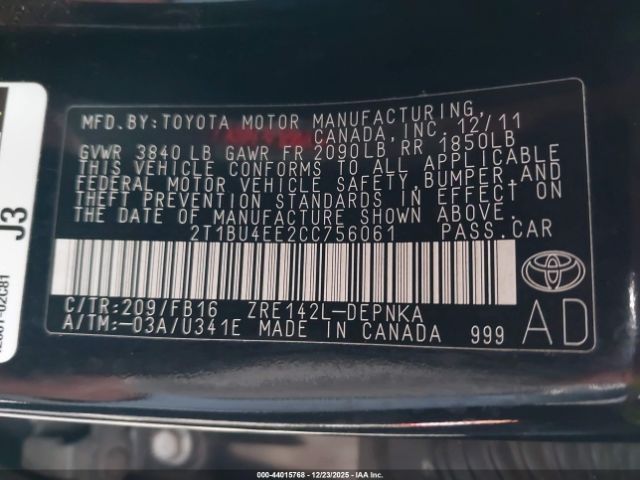 MFD.BY:TOYOTA MOTOR MANUFACTURING,
CANADA,INC. 12/11
GVWR 3840 LB GAWR FR 2090LB RR 1850LB
THIS VEHICLE CONFORMS TO ALL APPLICABLE
FEDERAL MOTOR VEHICLE SAFETY,BUMPER,AND
THEFT PREVENTION STANDARDS IN EFFECT ON
THE DATE OF MANUFACTURE SHOWN ABOVE.
2T1BU4EE2CC756061 PASS.CAR
C/TR:209/FB16 ZRE142L-DEPNKA
A/TM:-03A/U341E MADE IN CANADA 999
AD
J3
000-44015768 - 12/23/2025 - IAA Inc.